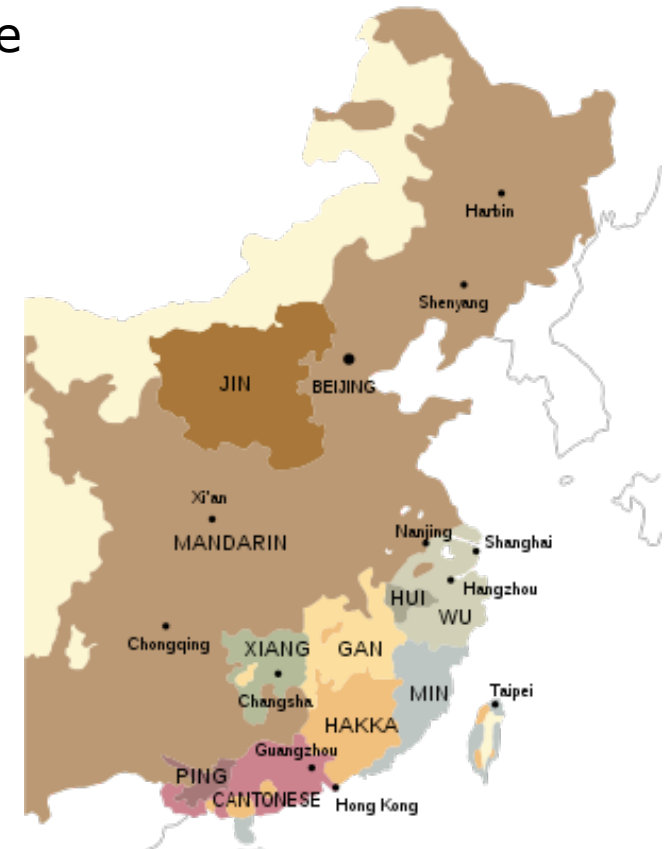 e
Harbin
Shenyang
JIN
BEIJING
Xi'an
MANDARIN
Nanjing
Shanghai
HUI
Hangzhou
WU
Chongqing
XIANG
GAN
Changsha
MIN
Taipei
HAKKA
Guangzhou
PING
CANTONESE
Hong Kong